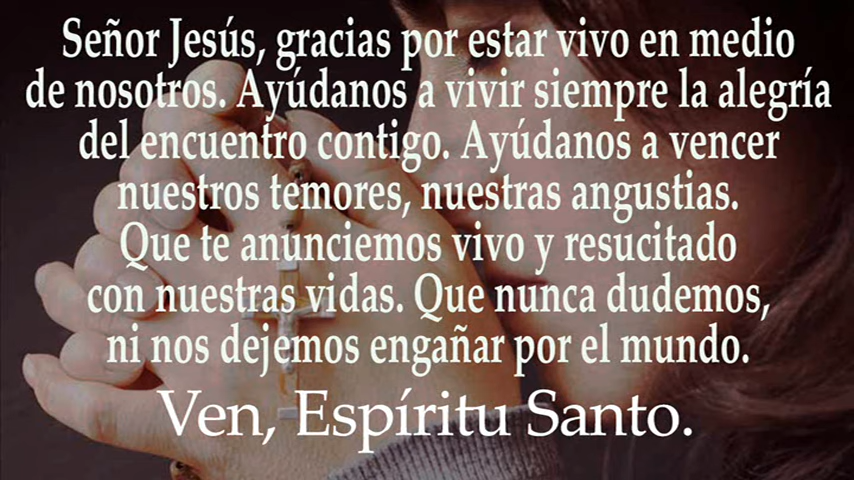 Señor Jesús, gracias por estar vivo en medio
de nosotros. Ayúdanos a vivir siempre la alegría
del encuentro contigo. Ayúdanos a vencer
nuestros temores, nuestras angustias.
Que te anunciemos vivo y resucitado
con nuestras vidas. Que nunca dudemos,
ni nos dejemos engañar por el mundo.
Ven, Espíritu Santo.